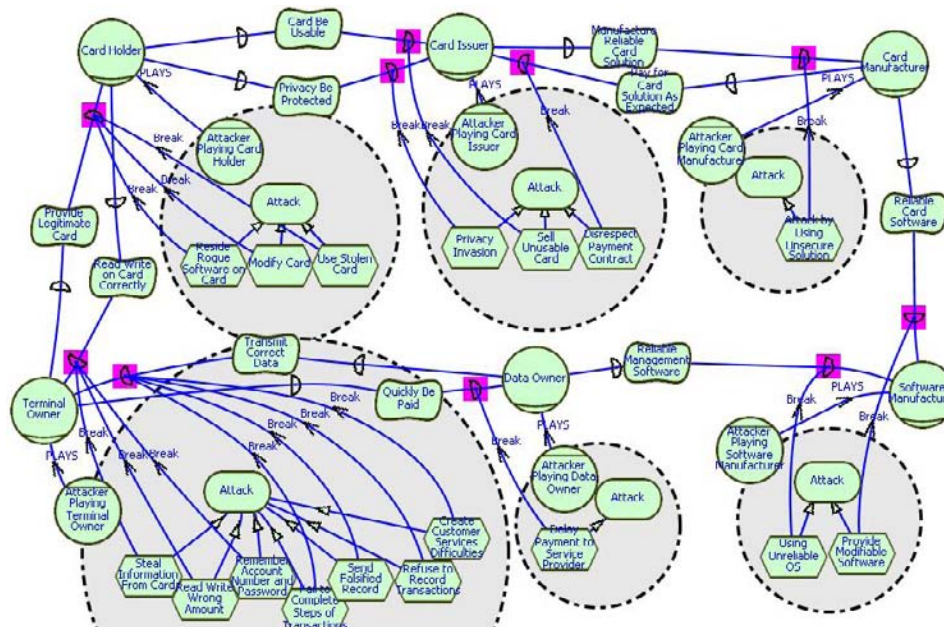 Card Holder
Card Be
Usable
Card Issuer
Manufacture
Reliable
Card
Solution
Card
Manufacturer
PLAYS
Privacy Be
Protected
PLAYS
Pay for
Card
Solution As
Expected
PLAYS
Attacker
Playing Card
Holder
Break
Break
Break
Attacker
Playing Card
Issuer
Break
Attacker
Playing Card
Manufacture
Break
Attack
Attack
Attack
Break
Provide
Legitimate
Card
Read Write
on Card
Correctly
Reside
Rogue
Software on
Card
Modify Card
Use Stulen
Card
Privacy
Invasion
Sell
Unusable
Card
Disrespect
Payment
Contract
Attack by
Using
Unsecure
Solution
Reliable
Card
Software
Terminal
Owner
Transmit
Correct
Data
Quickly Be
Paid
Data Owner
Reliable
Management
Software
Software
Manufactur
PLAYS
Break
PLAYS
Attacker
Playing
Terminal
Owner
Break
Break
Break
Break
Break
Break
Break
Attack
PLAYS
Attacker
Playing Data
Owner
Break
Attack
Attacker
Playing
Software
Manufacturer
Break
Attack
Steal
Information
From Card
Read Write
Wrong
Amount
Remember
Account
Number and
Password
Fail to
Complete
Steps of
Transactions
Send
Falsified
Record
Refuse to
Record
Transactions
Create
Customer
Services
Difficulties
Delay
Payment to
Service
Provider
Using
Unreliable
OS
Provide
Modifiable
Software